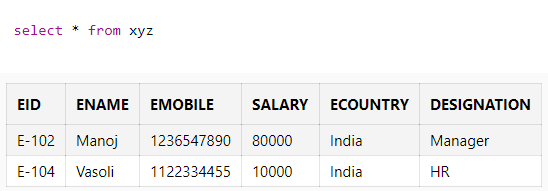 select * from xyz
EID ENAME EMOBILE SALARY ECOUNTRY DESIGNATION
E-102 Manoj 1236547890 80000 India Manager
E-104 Vasoli 1122334455 10000 India HR